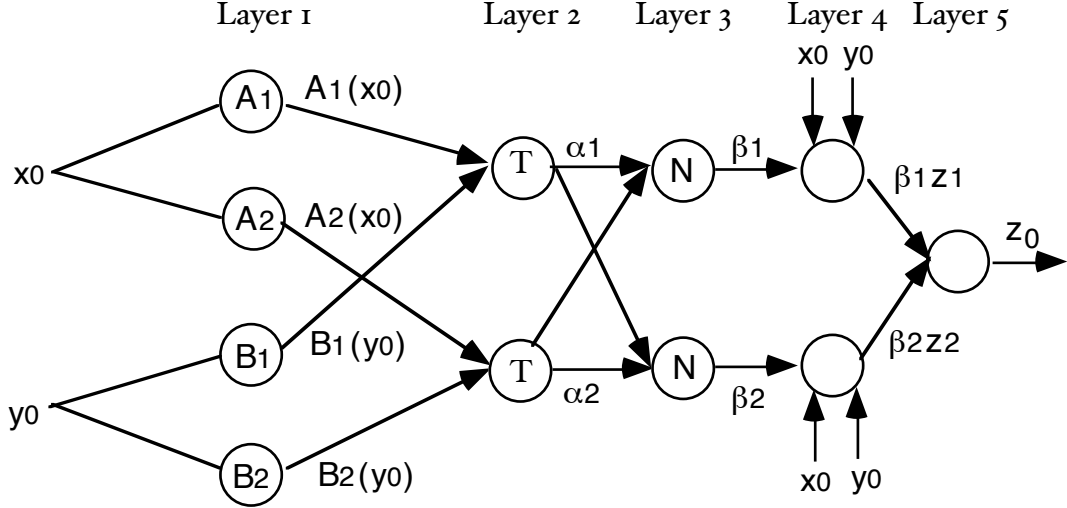 Layer 1 Layer 2 Layer 3 Layer 4 Layer 5
x0 y0
A1 A1(x0)
T α1 N β1
x0
β1z1
A2 A2(x0)
z0
B1 B1(y0)
β2z2
T α2 N β2
y0
B2 B2(y0)
x0 y0